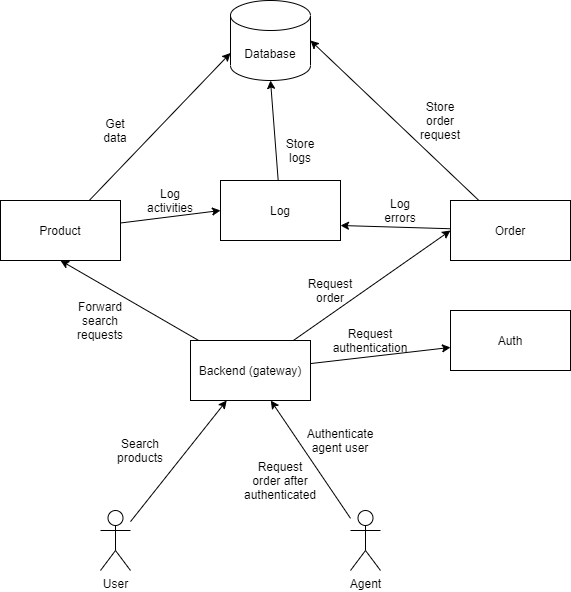 Database
Get
data
Store
order
request
Store
logs
Log
activities
Log
errors
Product
Log
Order
Request
order
Forward
search
requests
Request
authentication
Auth
Backend (gateway)
Search
products
Authenticate
agent user
Request
order after
authenticated
User
Agent